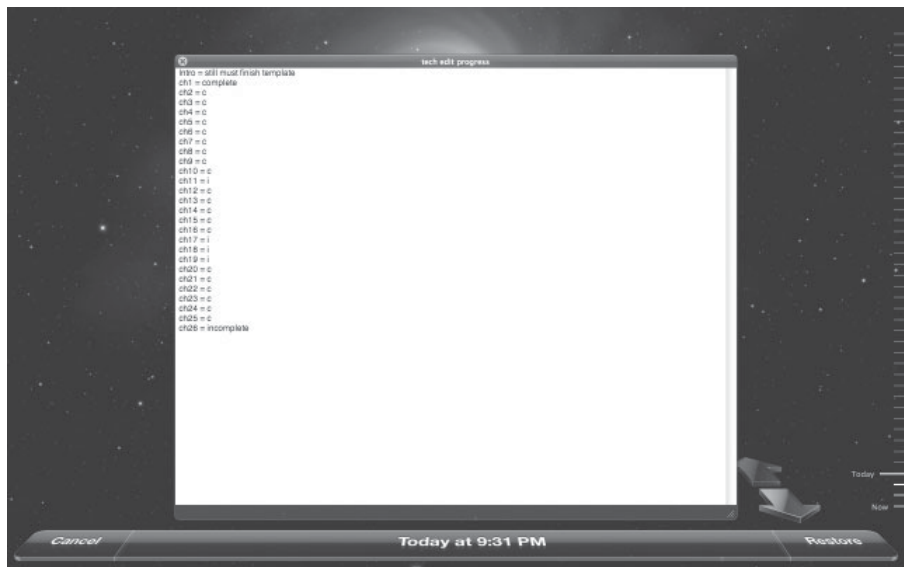 tech edit progress
Intro = still must finish template
ch1 = complete
ch2 = c
ch3 = c
ch4 = c
ch5 = c
ch6 = c
ch7 = c
ch8 = c
ch9 = c
ch10 = c
ch11 = i
ch12 = c
ch13 = c
ch14 = c
ch15 = c
ch16 = c
ch17 = i
ch18 = i
ch19 = i
ch20 = c
ch21 = c
ch22 = c
ch23 = c
ch24 = c
ch25 = c
ch26 = incomplete
Today
Now
Cancel
Today at 9:31 PM
Restore